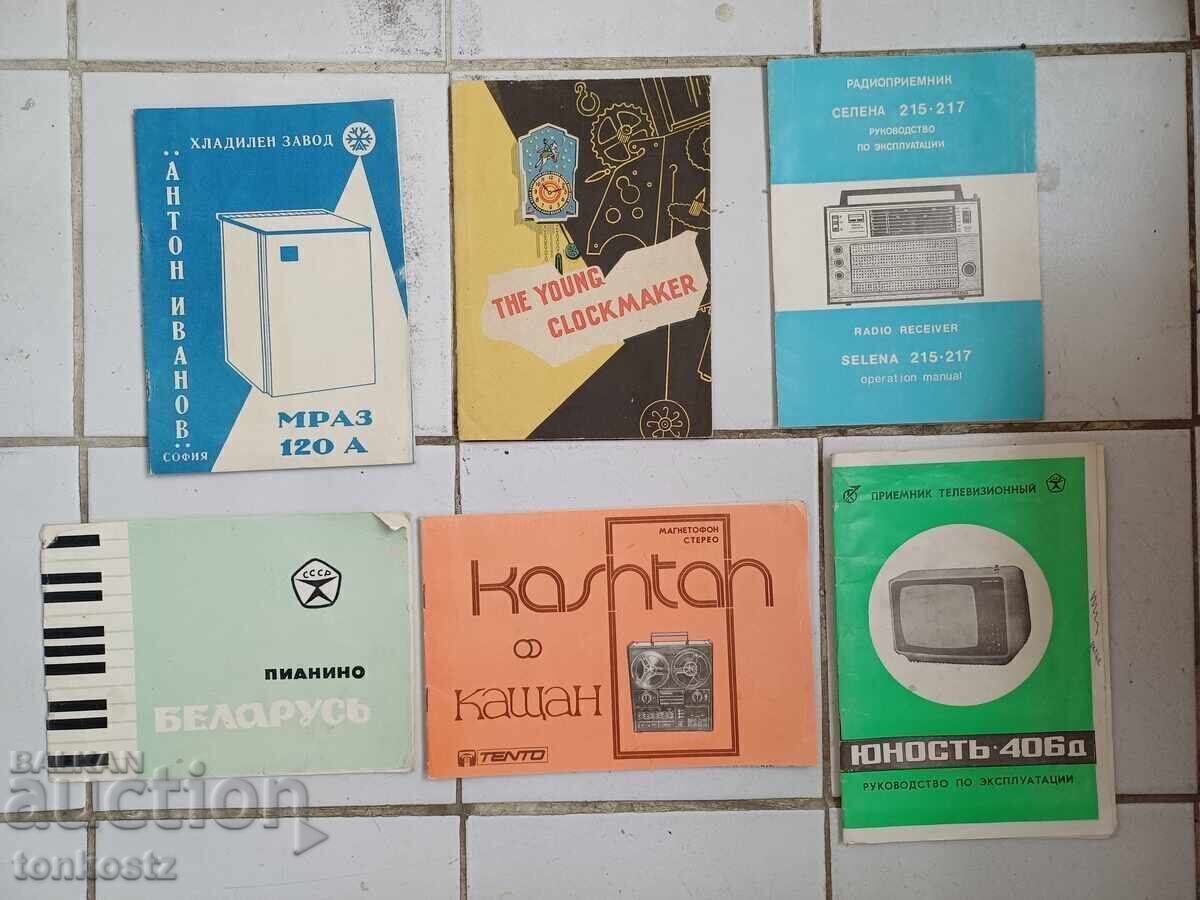 ХЛАДИЛЕН ЗАВОД
"АНТОН ИВАНОВ"
СОФИЯ
МРАЗ
120 А
THE YOUNG
CLOCKMAKER
РАДИОПРИЕМНИК
СЕЛЕНА 215·217
РУКОВОДСТВО
ПО ЭКСПЛУАТАЦИИ
RADIO RECEIVER
SELENA 215·217
operation manual
СССР
ПИАНИНО
БЕЛАРУСЬ
МАГНЕТОФОН
СТЕРЕО
Kashtan
КАЩАН
TENTO
ПРИЕМНИК ТЕЛЕВИЗИОННЫЙ
ЮНОСТЬ·406д
РУКОВОДСТВО ПО ЭКСПЛУАТАЦИИ
BALKAN
auction
tonkostz